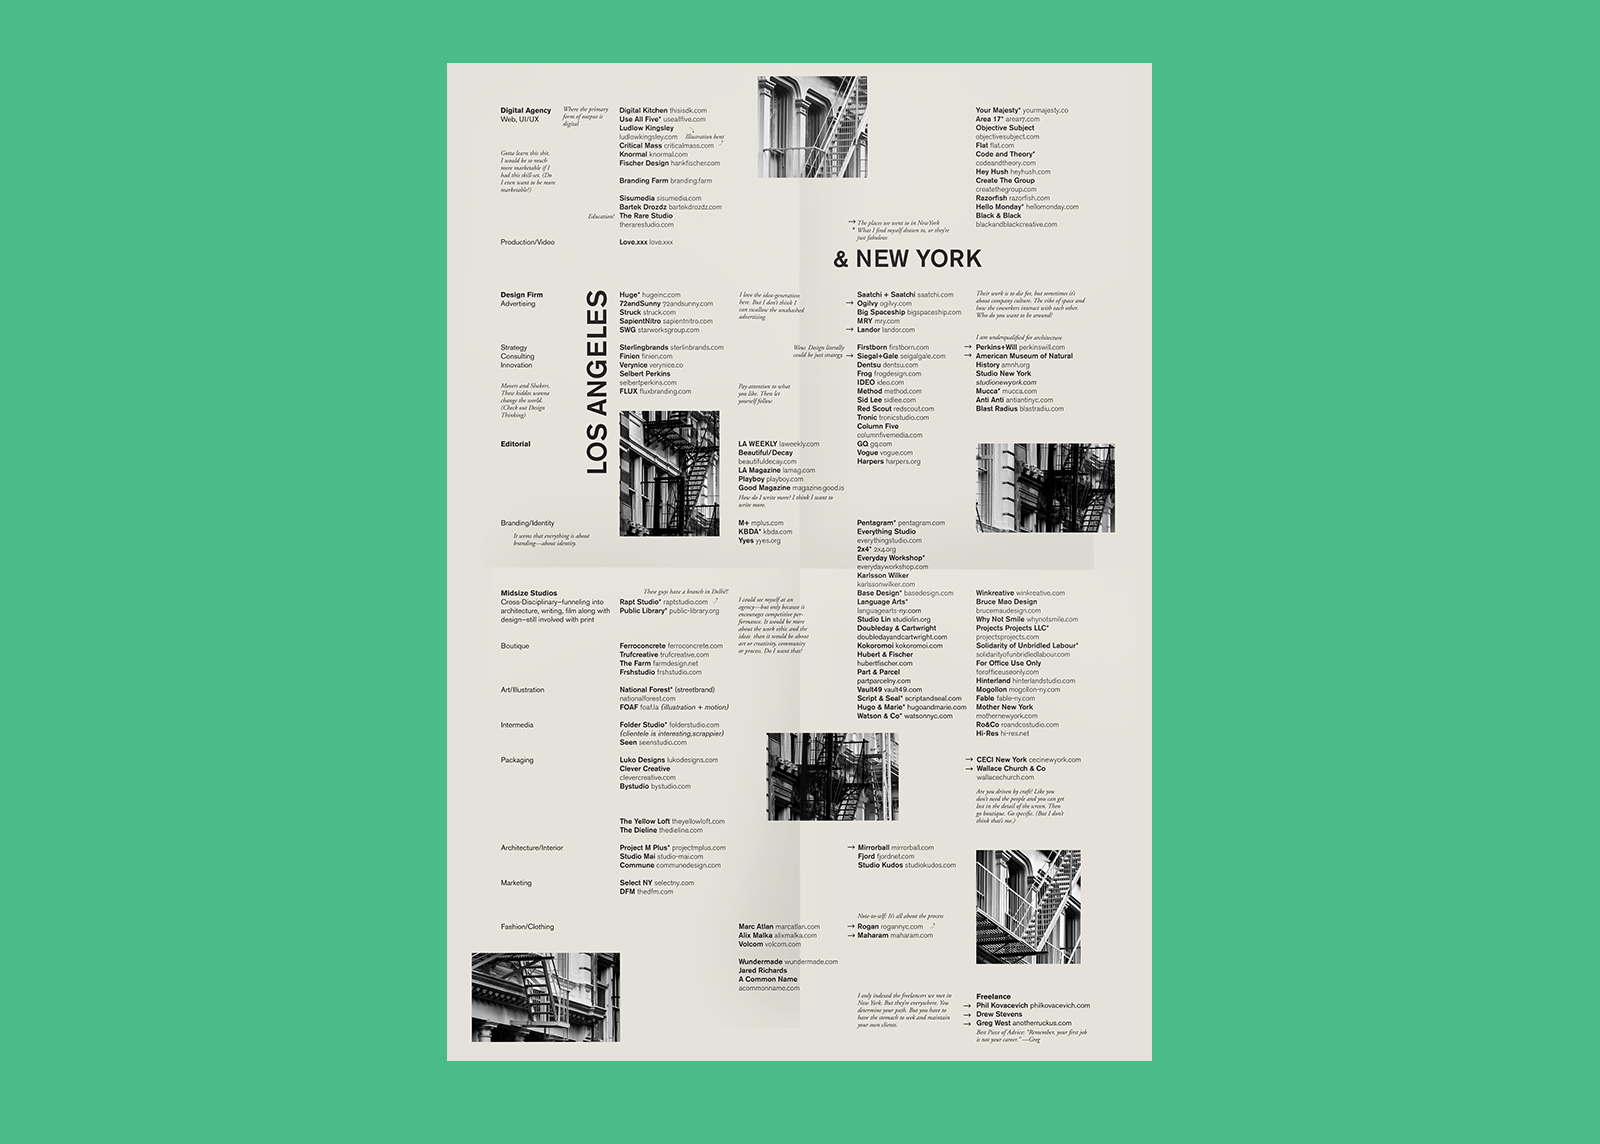 Digital Agency
Web, UI/UX
Where the primary
form of output is
digital
Gotta learn this shit.
I would be so much
more marketable if I
had this skill-set. (Do
I even want to be more
marketable?)
Digital Kitchen thisisdk.com
Use All Five* useallfive.com
Ludlow Kingsley
ludlowkingsley.com
Illustration bent
Critical Mass criticalmass.com
Knormal knormal.com
Fischer Design hankfischer.com
Branding Farm branding.farm
Sisumedia sisumedia.com
Bartek Drozdz bartekdrozdz.com
Education!
The Rare Studio
therarestudio.com
Production/Video
Love.xxx love.xxx
Your Majesty* yourmajesty.co
Area 17* area17.com
Objective Subject
objectivesubject.com
Flat flat.com
Code and Theory*
codeandtheory.com
Hey Hush heyhush.com
Create The Group
createthegroup.com
Razorfish razorfish.com
Hello Monday* hellomonday.com
Black & Black
blackandblackcreative.com
→ The places we went to in NewYork
* What I find myself drawn to, or they're
just fabulous
& NEW YORK
LOS ANGELES
Design Firm
Advertising
Huge* hugeinc.com
72andSunny 72andsunny.com
Struck struck.com
SapientNitro sapientnitro.com
SWG starworksgroup.com
I love the idea-generation
here. But I don't think I
can swallow the unabashed
advertising
Saatchi + Saatchi saatchi.com
→ Ogilvy ogilvy.com
Big Spaceship bigspaceship.com
MRY mry.com
→ Landor landor.com
Their work is to die for, but sometimes it's
about company culture. The vibe of space and
how the coworkers interact with each other.
Who do you want to be around?
Strategy
Consulting
Innovation
Movers and Shakers.
These kiddos wanna
change the world.
(Check out Design
Thinking)
Sterlingbrands sterlinbrands.com
Finien finien.com
Verynice verynice.co
Selbert Perkins
selbertperkins.com
FLUX fluxbranding.com
Wow. Design literally
could be just strategy.
Pay attention to what
you like. Then let
yourself follow
Firstborn firstborn.com
→ Siegal+Gale seigalgale.com
Dentsu dentsu.com
Frog frogdesign.com
IDEO ideo.com
Method method.com
Sid Lee sidlee.com
Red Scout redscout.com
Tronic tronicstudio.com
Column Five
columnfivemedia.com
GQ gq.com
Vogue vogue.com
Harpers harpers.org
I am underqualified for architecture
→ Perkins+Will perkinswill.com
→ American Museum of Natural
History amnh.org
Studio New York
studionewyork.com
Mucca* mucca.com
Anti Anti antiantinyc.com
Blast Radius blastradiu.com
Editorial
LA WEEKLY laweekly.com
Beautiful/Decay
beautifuldecay.com
LA Magazine lamag.com
Playboy playboy.com
Good Magazine magazine.good.is
How do I write more? I think I want to
write more.
Branding/Identity
It seems that everything is about
branding—about identity.
M+ mplus.com
KBDA* kbda.com
Yyes yyes.org
Pentagram* pentagram.com
Everything Studio
everythingstudio.com
2x4* 2x4.org
Everyday Workshop*
everydayworkshop.com
Karlsson Wilker
karlssonwilker.com
Base Design* basedesign.com
Language Arts*
languagearts-ny.com
Studio Lin studiolin.org
Doubleday & Cartwright
doubledayandcartwright.com
Kokoromoi kokoromoi.com
Hubert & Fischer
hubertfischer.com
Part & Parcel
partparcelny.com
Vault49 vault49.com
Script & Seal* scriptandseal.com
Hugo & Marie* hugoandmarie.com
Watson & Co* watsonnyc.com
Midsize Studios
Cross-Disciplinary–funneling into
architecture, writing, film along with
design–still involved with print
These guys have a branch in Delhi!!
Rapt Studio* raptstudio.com
Public Library* public-library.org
I could see myself at an
agency—but only because it
encourages competitive per-
formance. It would be more
about the work ethic and the
ideas than it would be about
art or creativity, community
or process. Do I want that?
Winkreative winkreative.com
Bruce Mao Design
brucemaudesign.com
Why Not Smile whynotsmile.com
Projects Projects LLC*
projectsprojects.com
Solidarity of Unbridled Labour*
solidarityofunbridledlabour.com
For Office Use Only
forofficeuseonly.com
Hinterland hinterlandstudio.com
Mogollon mogollon-ny.com
Fable fable-ny.com
Mother New York
mothernewyork.com
Ro&Co roandcostudio.com
Hi-Res hi-res.net
Boutique
Ferroconcrete ferroconcrete.com
Trufcreative trufcreative.com
The Farm farmdesign.net
Frshstudio frshstudio.com
Art/Illustration
National Forest* (streetbrand)
nationalforest.com
FOAF foaf.la (illustration + motion)
Intermedia
Folder Studio* folderstudio.com
(clientele is interesting,scrappier)
Seen seenstudio.com
Packaging
Luko Designs lukodesigns.com
Clever Creative
clevercreative.com
Bystudio bystudio.com
The Yellow Loft theyellowloft.com
The Dieline thedieline.com
→ CECI New York cecinewyork.com
→ Wallace Church & Co
wallacechurch.com
Are you driven by craft? Like you
don't need the people and you can get
lost in the detail of the screen. Then
go boutique. Go specific. (But I don't
think that's me.)
Architecture/Interior
Project M Plus* projectmplus.com
Studio Mai studio-mai.com
Commune communedesign.com
→ Mirrorball mirrorball.com
Fjord fjordnet.com
Studio Kudos studiokudos.com
Marketing
Select NY selectny.com
DFM thedfm.com
Fashion/Clothing
Marc Atlan marcatlan.com
Alix Malka alixmalka.com
Volcom volcom.com
Wundermade wundermade.com
Jared Richards
A Common Name
acommonname.com
Note-to-self: It's all about the process
→ Rogan rogannyc.com
→ Maharam maharam.com
I only indexed the freelancers we met in
New York. But they're everywhere. You
determine your path. But you have to
have the stomach to seek and maintain
your own clients.
Freelance
→ Phil Kovacevich philkovacevich.com
→ Drew Stevens
→ Greg West anotherruckus.com
Best Piece of Advice: "Remember, your first job
is not your career." —Greg